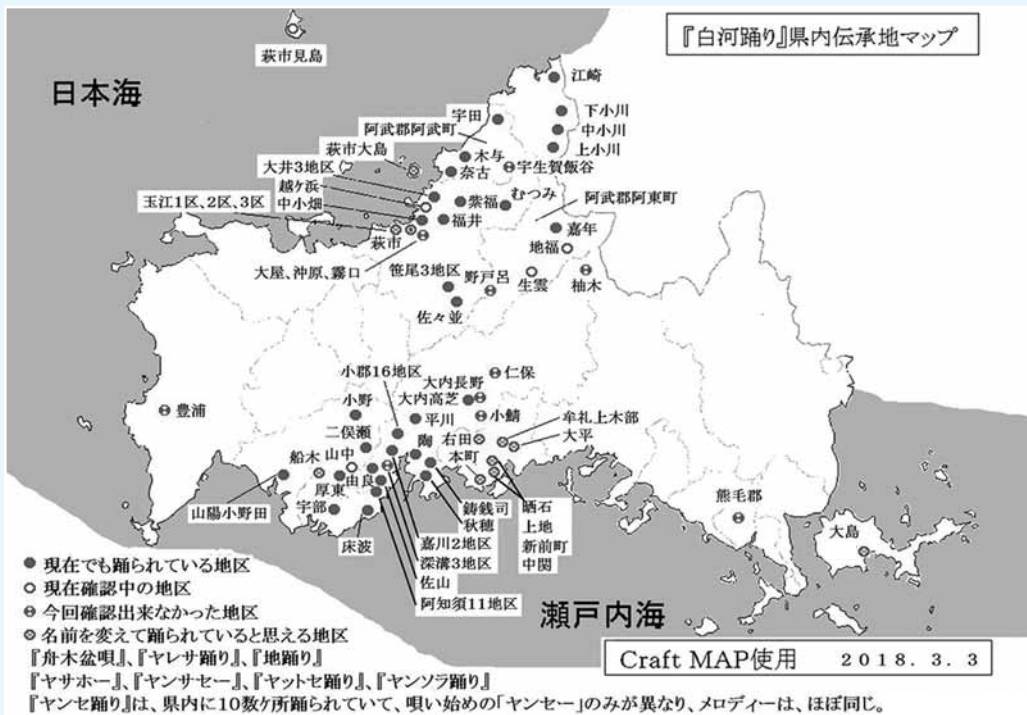 『白河踊り』県内伝承地マップ
萩市見島
日本海
江崎
宇田
下小川
阿武郡阿武町
中小川
萩市大島
上小川
木与
大井3地区
宇生賀飯谷
奈古
越ケ浜
中小畑
紫福
むつみ
阿武郡阿東町
玉江1区、2区、3区
福井
嘉年
萩市
地福
大屋、沖原、霧口
笹尾3地区
野戸呂
生雲
柚木
佐々並
小郡16地区
大内長野
仁保
小野
大内高芝
豊浦
平川
小鯖
牟礼上木部
二俣瀬
陶
右田
大平
船木
山中
本町
厚東
由良
熊毛郡
山陽小野田
宇部
鋳銭司
晒石
大島
秋穂
上地
床波
嘉川2地区
新前町
深溝3地区
中関
佐山
阿知須11地区
瀬戸内海
現在でも踊られている地区
現在確認中の地区
今回確認出来なかった地区
名前を変えて踊られていると思える地区
『舟木盆唄』、『ヤレサ踊り』、『地踊り』
『ヤサホー』、『ヤンサセー』、『ヤットセ踊り』、『ヤンソラ踊り』
『ヤンセ踊り』は、県内に10数ケ所踊られていて、唄い始めの「ヤンセー」のみが異なり、メロディーは、ほぼ同じ。
Craft MAP使用 2018.3.3